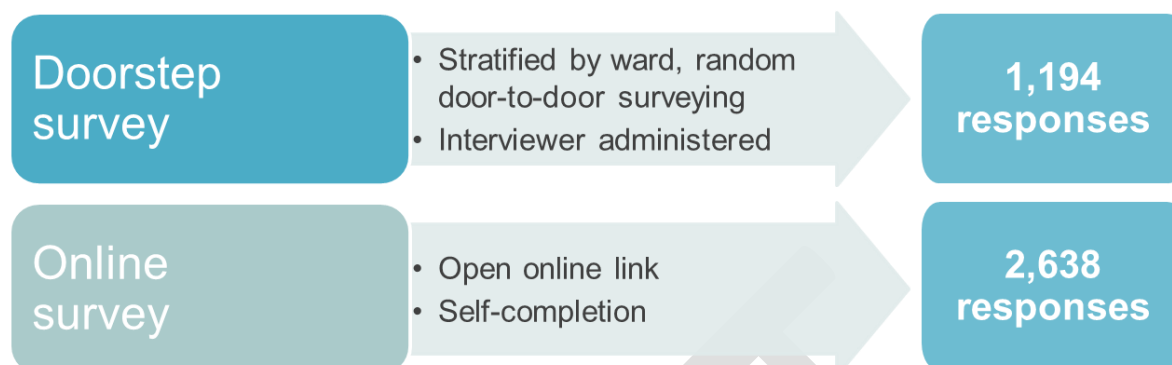 Doorstep
survey
• Stratified by ward, random
door-to-door surveying
• Interviewer administered
1,194
responses
Online
survey
• Open online link
• Self-completion
2,638
responses